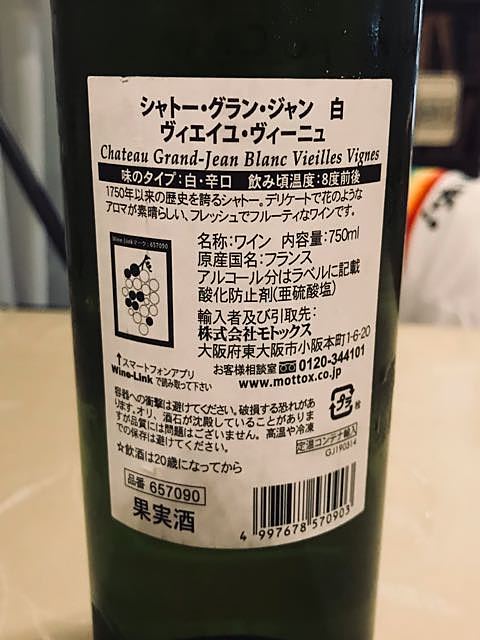 シャトー・グラン・ジャン 白
ヴィエイユ・ヴィーニュ
Chateau Grand-Jean Blanc Vieilles Vignes
味のタイプ:白・辛口 飲み頃温度:8度前後
1750年以来の歴史を誇るシャトー。デリケートで花のような
アロマが素晴らしい、フレッシュでフルーティなワインです。
Wine Linkマーク:657090
名称:ワイン 内容量:750ml
原産国名:フランス
アルコール分はラベルに記載
酸化防止剤(亜硫酸塩)
輸入者及び引取先:
株式会社モトックス
大阪府東大阪市小阪本町1-6-20
お客様相談室 0120-344101
www.mottox.co.jp
↑スマートフォンアプリ
Wine-Link で読み取って下さい
容器への衝撃は避けてください。破損する恐れがあ
ります。オリ、酒石が沈殿していることがありま
すが品質には問題はございません。高温や冷凍
での保存は避けてください。
プラ
栓
定温コンテナ輸入
GJ190314
☆飲酒は20歳になってから
品番 657090
果実酒
4 997678 570903